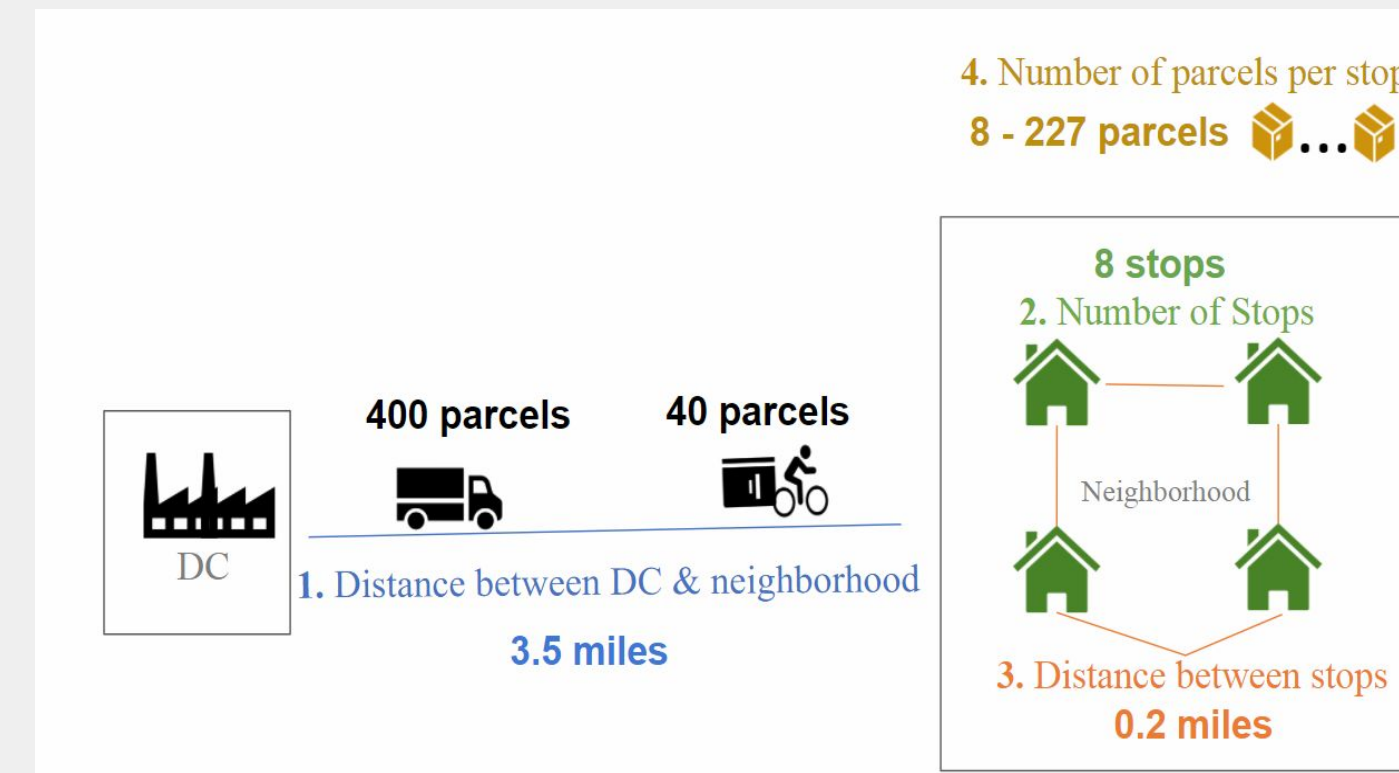 4. Number of parcels per stop
8 - 227 parcels
8 stops
2. Number of Stops
400 parcels
40 parcels
Neighborhood
DC
1. Distance between DC & neighborhood
3.5 miles
3. Distance between stops
0.2 miles